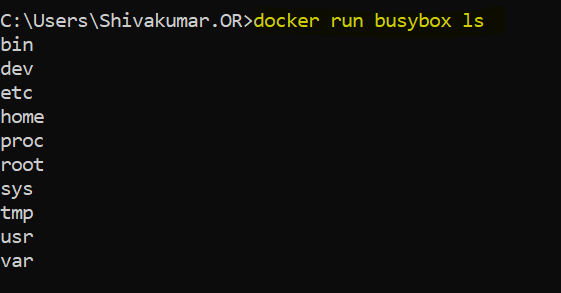 C:\Users\Shivakumar.OR>docker run busybox ls
bin
dev
etc
home
proc
root
sys
tmp
usr
var